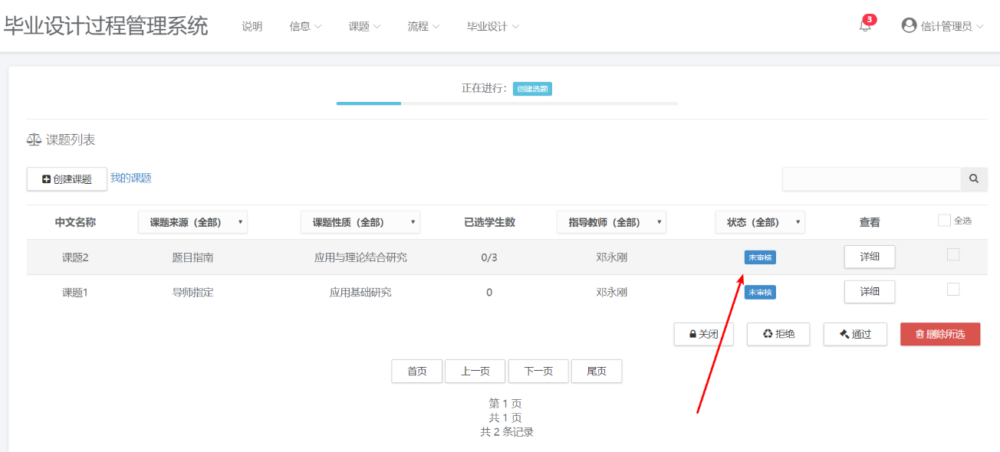 毕业设计过程管理系统 说明 信息 课题 流程 毕业设计 3 信计管理员
正在进行： 创建选题
课题列表
创建课题 我的课题
中文名称 课题来源（全部） 课题性质（全部） 已选学生数 指导教师（全部） 状态（全部） 查看 全选
课题2 题目指南 应用与理论结合研究 0/3 邓永刚 未审核 详细
课题1 导师指定 应用基础研究 0 邓永刚 未审核 详细
关闭 拒绝 通过 删除所选
首页 上一页 下一页 尾页
第 1 页
共 1 页
共 2 条记录